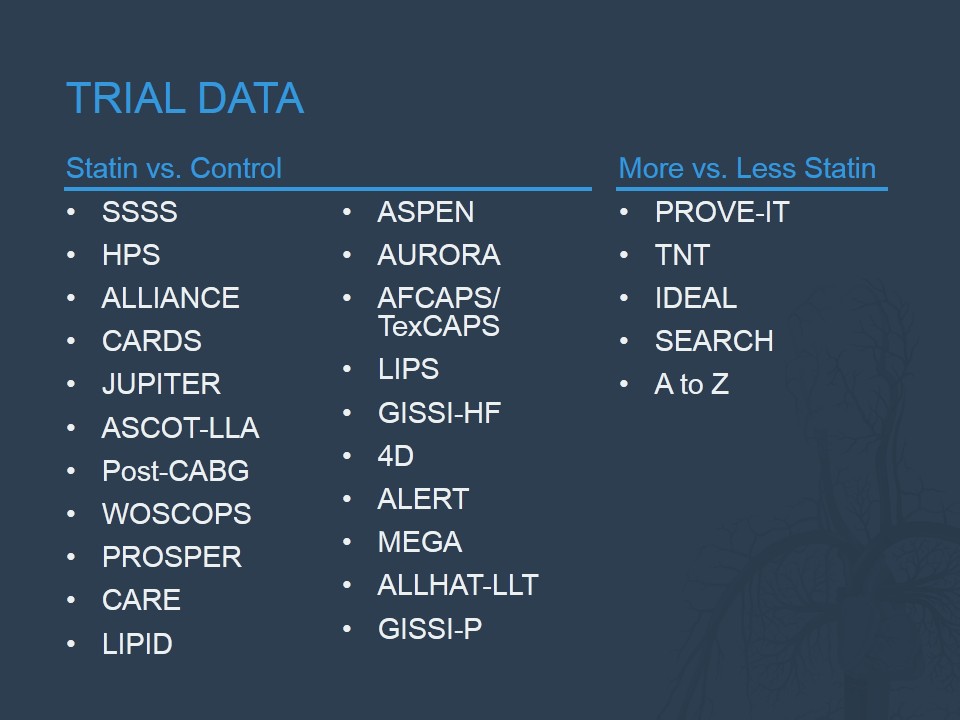 TRIAL DATA
Statin vs. Control
• SSSS
• HPS
• ALLIANCE
• CARDS
• JUPITER
• ASCOT-LLA
• Post-CABG
• WOSCOPS
• PROSPER
• CARE
• LIPID
• ASPEN
• AURORA
• AFCAPS/
TexCAPS
• LIPS
• GISSI-HF
• 4D
• ALERT
• MEGA
• ALLHAT-LLT
• GISSI-P
More vs. Less Statin
• PROVE-IT
• TNT
• IDEAL
• SEARCH
• A to Z